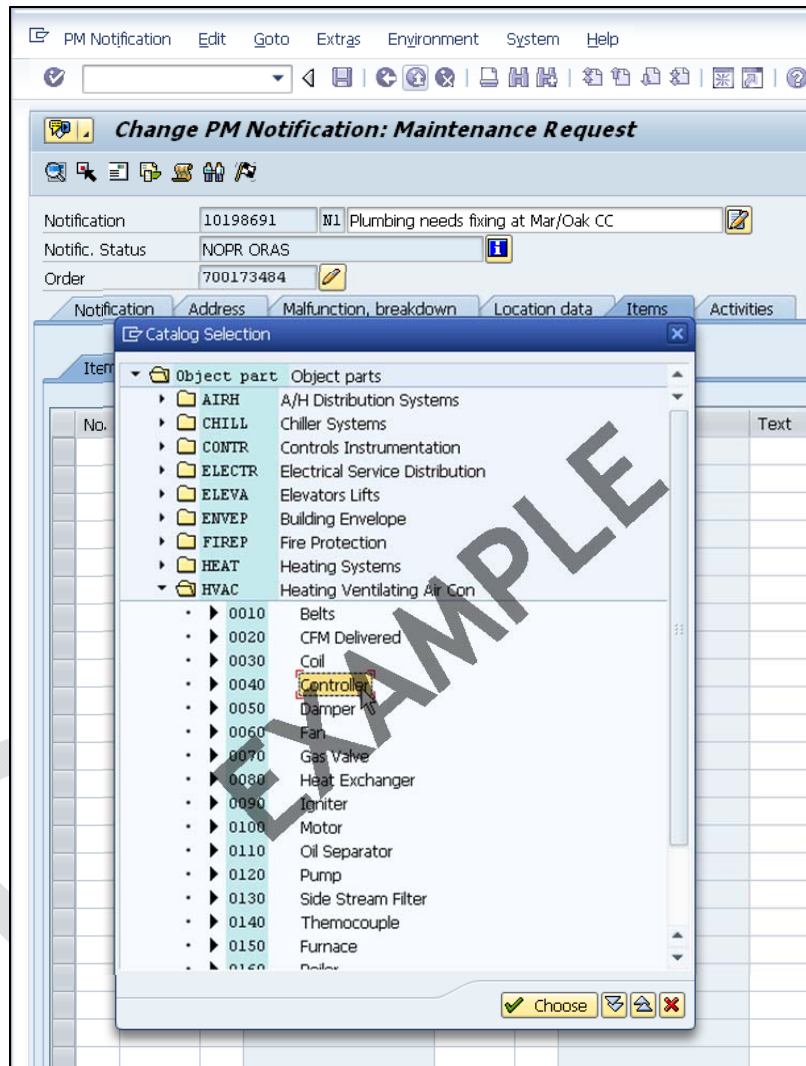 PM Notification Edit Goto Extras Environment System Help
Change PM Notification: Maintenance Request
Notification 10198691 N1 Plumbing needs fixing at Mar/Oak CC
Notific. Status NOPR ORAS
Order 700173484
Notification Address Malfunction, breakdown Location data Items Activities
Catalog Selection
Item
Object part Object parts
AIRH A/H Distribution Systems
CHILL Chiller Systems
No. Text
CONTR Controls Instrumentation
ELECTR Electrical Service Distribution
ELEVA Elevators Lifts
ENVEP Building Envelope
FIREP Fire Protection
HEAT Heating Systems
HVAC Heating Ventilating Air Con
0010 Belts
0020 CFM Delivered
0030 Coil
0040 Controller
0050 Damper
0060 Fan
0070 Gas Valve
0080 Heat Exchanger
0090 Igniter
0100 Motor
0110 Oil Separator
0120 Pump
0130 Side Stream Filter
0140 Themocouple
0150 Furnace
Choose
EXAMPLE